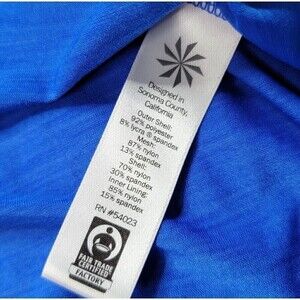 Designed in
Sonoma County,
California
Outer Shell:
92% polyester
8% lycra ® spandex
Mesh:
87% nylon
13% spandex
Shell:
70% nylon
30% spandex
Inner Lining:
85% nylon
15% spandex
RN #54023
FAIR TRADE
CERTIFIED
FACTORY